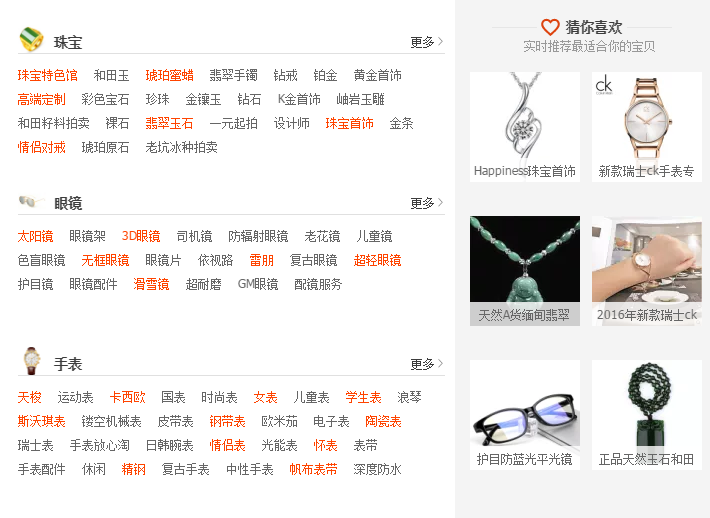 珠宝 更多
珠宝特色馆 和田玉 琥珀蜜蜡 翡翠手镯 钻戒 铂金 黄金首饰
高端定制 彩色宝石 珍珠 金镶玉 钻石 K金首饰 岫岩玉雕
和田籽料拍卖 裸石 翡翠玉石 一元起拍 设计师 珠宝首饰 金条
情侣对戒 琥珀原石 老坑冰种拍卖
眼镜 更多
太阳镜 眼镜架 3D眼镜 司机镜 防辐射眼镜 老花镜 儿童镜
色盲眼镜 无框眼镜 眼镜片 依视路 雷朋 复古眼镜 超轻眼镜
护目镜 眼镜配件 滑雪镜 超耐磨 GM眼镜 配镜服务
手表 更多
天梭 运动表 卡西欧 国表 时尚表 女表 儿童表 学生表 浪琴
斯沃琪表 镂空机械表 皮带表 钢带表 欧米茄 电子表 陶瓷表
瑞士表 手表放心淘 日韩腕表 情侣表 光能表 怀表 表带
手表配件 休闲 精钢 复古手表 中性手表 帆布表带 深度防水
猜你喜欢
实时推荐最适合你的宝贝
Happiness珠宝首饰
ck
新款瑞士ck手表专
天然A货缅甸翡翠
2016年新款瑞士ck
护目防蓝光平光镜
正品天然玉石和田